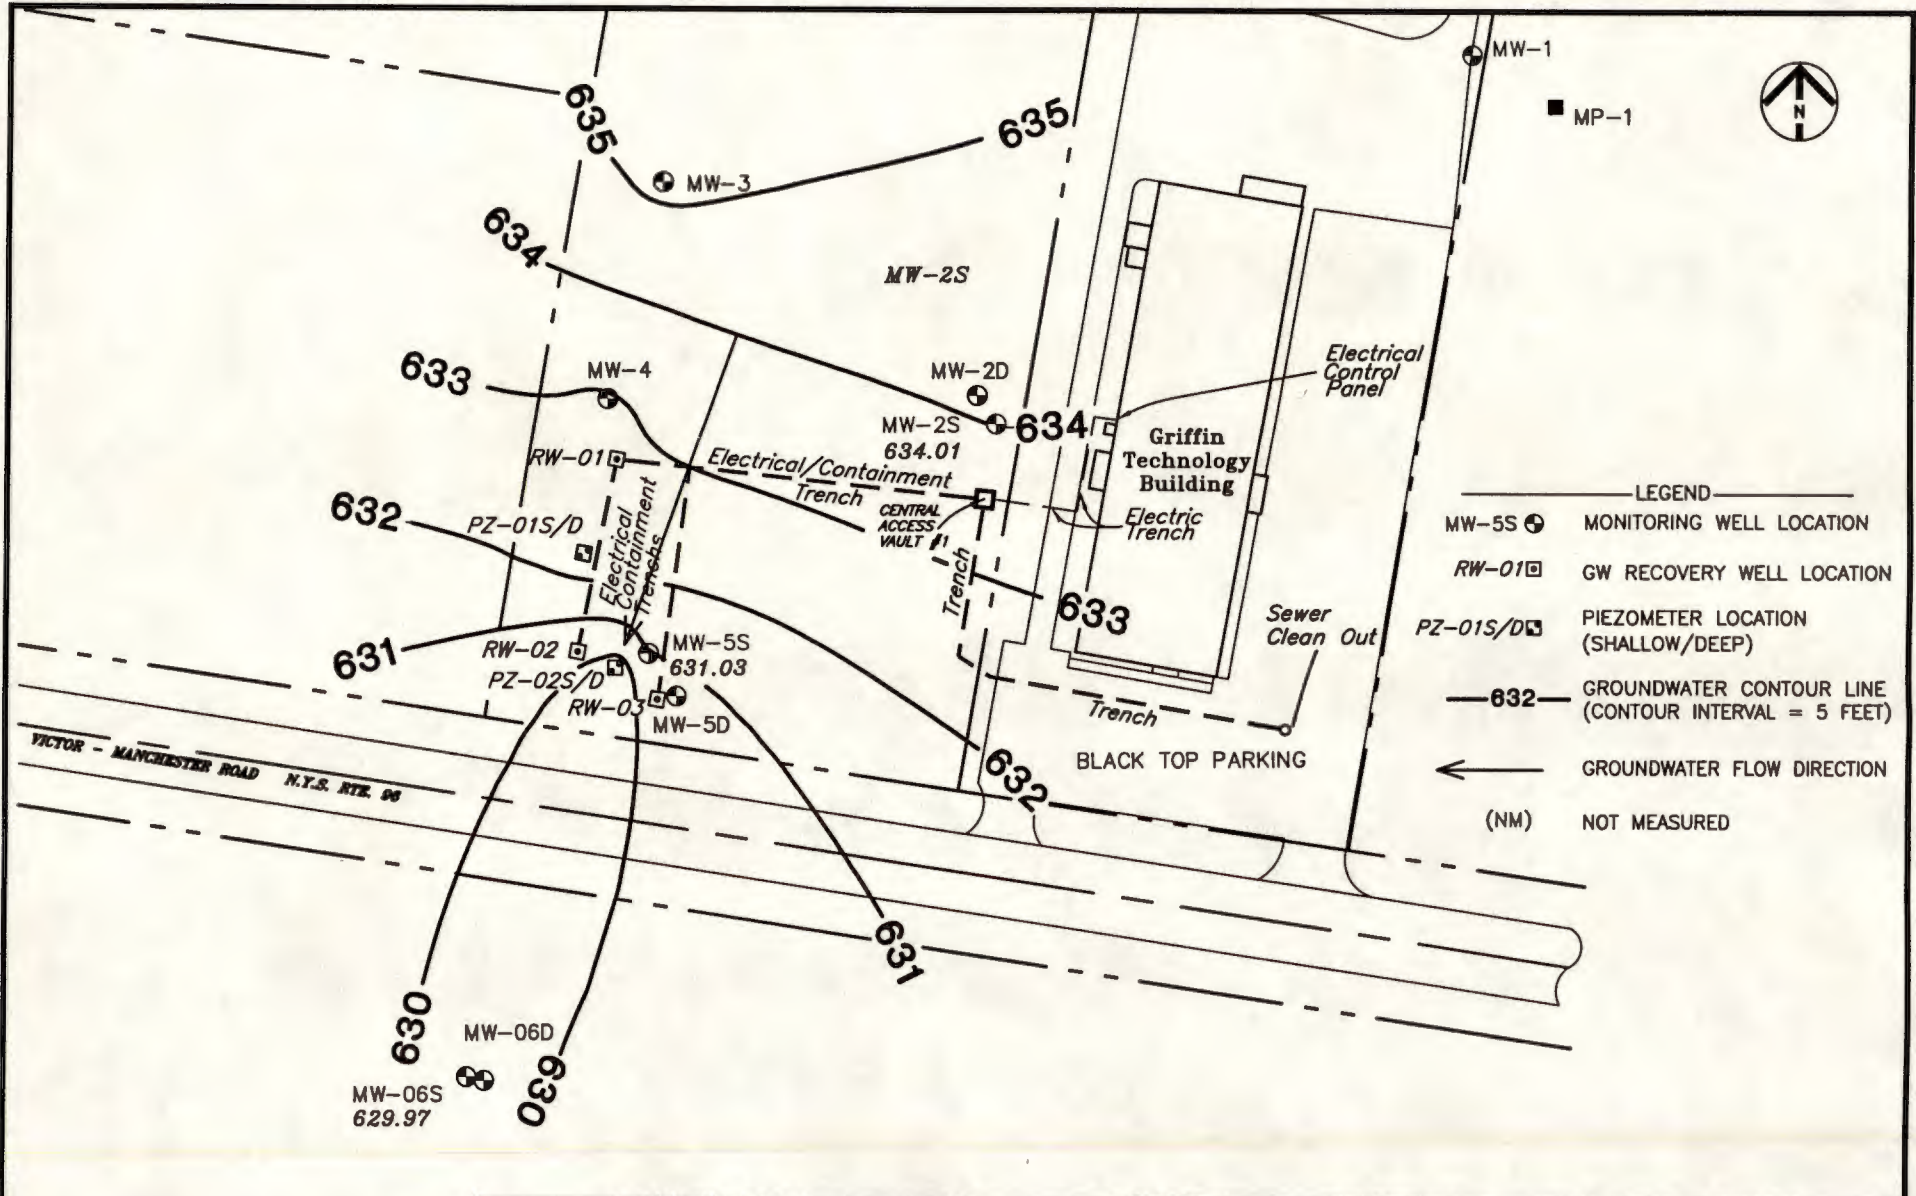 MW-1
MP-1
N
635
635
MW-3
634
MW-2S
633
MW-4
MW-2D
MW-2S
634.01
634
Electrical
Control
Panel
Griffin
Technology
Building
RW-01
Electrical/Containment
Trench
CENTRAL
ACCESS
VAULT #1
Electric
Trench
632
PZ-01S/D
Electrical
Containment
Trenchs
Trench
633
Sewer
Clean Out
631
RW-02
MW-5S
631.03
PZ-02S/D
RW-03
MW-5D
Trench
BLACK TOP PARKING
632
VICTOR - MANCHESTER ROAD N.Y.S. RTE. 96
631
630
MW-06D
630
MW-06S
629.97
LEGEND
MW-5S MONITORING WELL LOCATION
RW-01 GW RECOVERY WELL LOCATION
PZ-01S/D PIEZOMETER LOCATION
(SHALLOW/DEEP)
632 GROUNDWATER CONTOUR LINE
(CONTOUR INTERVAL = 5 FEET)
GROUNDWATER FLOW DIRECTION
(NM) NOT MEASURED